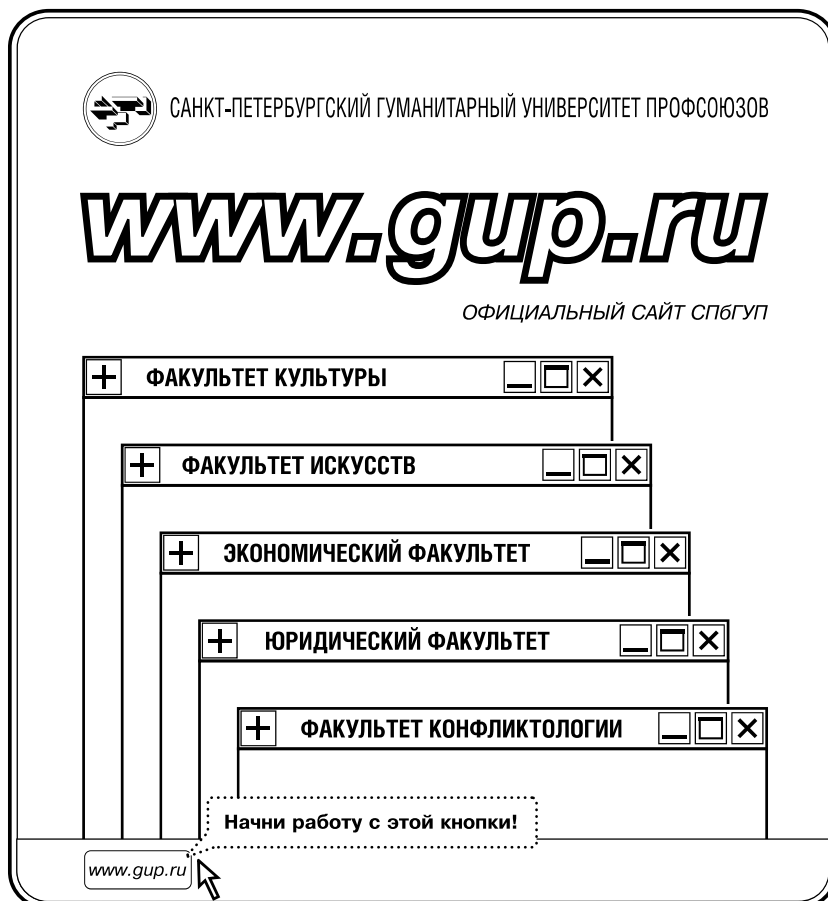 САНКТ-ПЕТЕРБУРГСКИЙ ГУМАНИТАРНЫЙ УНИВЕРСИТЕТ ПРОФСОЮЗОВ
www.gup.ru
ОФИЦИАЛЬНЫЙ САЙТ СПбГУП
ФАКУЛЬТЕТ КУЛЬТУРЫ
ФАКУЛЬТЕТ ИСКУССТВ
ЭКОНОМИЧЕСКИЙ ФАКУЛЬТЕТ
ЮРИДИЧЕСКИЙ ФАКУЛЬТЕТ
ФАКУЛЬТЕТ КОНФЛИКТОЛОГИИ
Начни работу с этой кнопки!
www.gup.ru